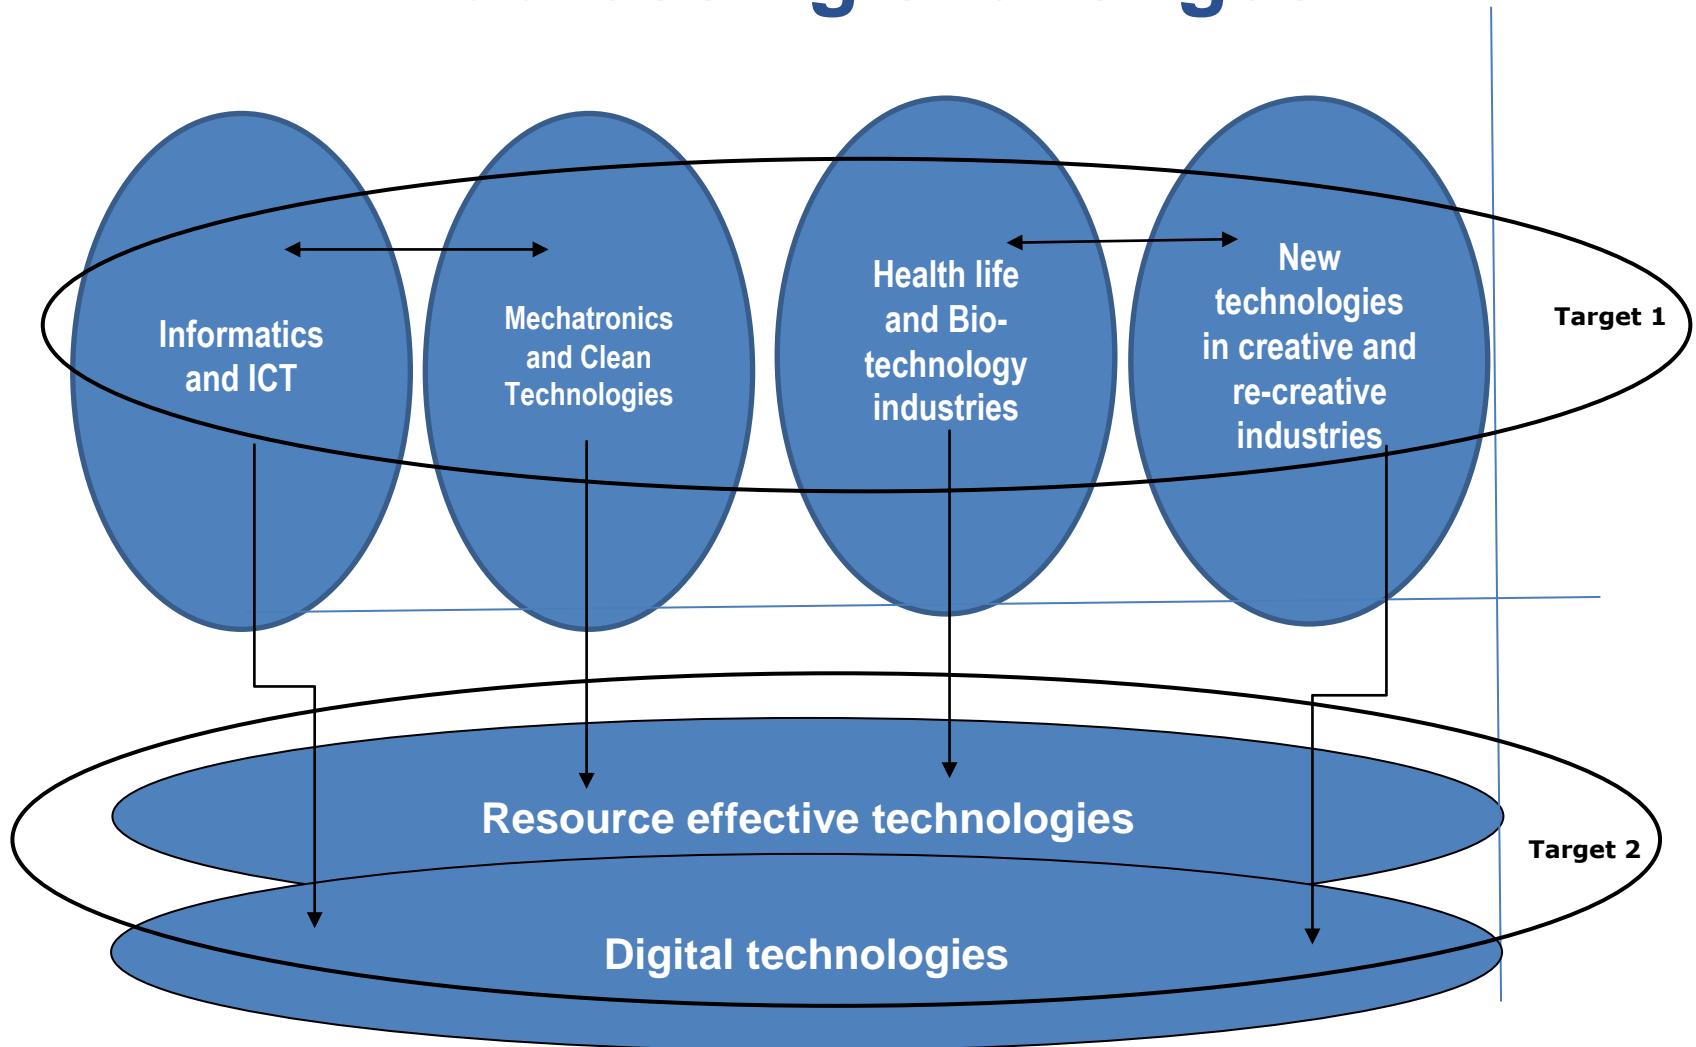 Informatics
and ICT
Mechatronics
and Clean
Technologies
Health life
and Bio-
technology
industries
New
technologies
in creative and
re-creative
industries
Target 1
Resource effective technologies
Target 2
Digital technologies